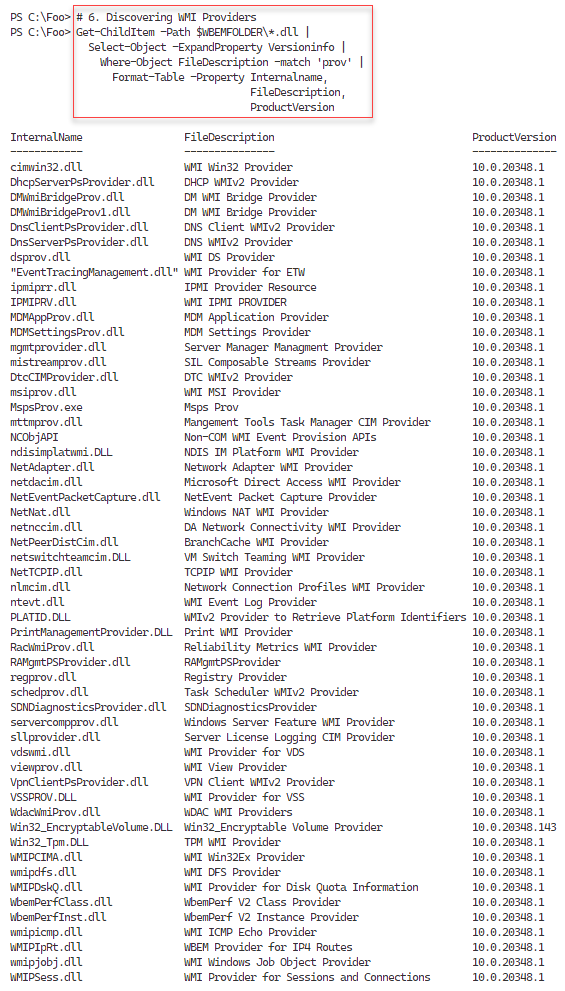 PS C:\Foo> # 6. Discovering WMI Providers
PS C:\Foo> Get-ChildItem -Path $WBEMFOLDER\*.dll |
Select-Object -ExpandProperty Versioninfo |
Where-Object FileDescription -match 'prov' |
Format-Table -Property Internalname,
FileDescription,
ProductVersion
InternalName FileDescription ProductVersion
------------ --------------- --------------
cimwin32.dll WMI Win32 Provider 10.0.20348.1
DhcpServerPsProvider.dll DHCP WMIv2 Provider 10.0.20348.1
DMWmiBridgeProv.dll DM WMI Bridge Provider 10.0.20348.1
DMWmiBridgeProv1.dll DM WMI Bridge Provider 10.0.20348.1
DnsClientPsProvider.dll DNS Client WMIv2 Provider 10.0.20348.1
DnsServerPsProvider.dll DNS WMIv2 Provider 10.0.20348.1
dsprov.dll WMI DS Provider 10.0.20348.1
"EventTracingManagement.dll" WMI Provider for ETW 10.0.20348.1
ipmiprr.dll IPMI Provider Resource 10.0.20348.1
IPMIPRV.dll WMI IPMI PROVIDER 10.0.20348.1
MDMAppProv.dll MDM Application Provider 10.0.20348.1
MDMSettingsProv.dll MDM Settings Provider 10.0.20348.1
mgmtprovider.dll Server Manager Managment Provider 10.0.20348.1
mistreamprov.dll SIL Composable Streams Provider 10.0.20348.1
DtcCIMProvider.dll DTC WMIv2 Provider 10.0.20348.1
msiprov.dll WMI MSI Provider 10.0.20348.1
MspsProv.exe Msps Prov 10.0.20348.1
mttmprov.dll Mangement Tools Task Manager CIM Provider 10.0.20348.1
NCObjAPI Non-COM WMI Event Provision APIs 10.0.20348.1
ndisimplatwmi.DLL NDIS IM Platform WMI Provider 10.0.20348.1
NetAdapter.dll Network Adapter WMI Provider 10.0.20348.1
netdacim.dll Microsoft Direct Access WMI Provider 10.0.20348.1
NetEventPacketCapture.dll NetEvent Packet Capture Provider 10.0.20348.1
NetNat.dll Windows NAT WMI Provider 10.0.20348.1
netnccim.dll DA Network Connectivity WMI Provider 10.0.20348.1
NetPeerDistCim.dll BranchCache WMI Provider 10.0.20348.1
netswitchteamcim.DLL VM Switch Teaming WMI Provider 10.0.20348.1
NetTCPIP.dll TCPIP WMI Provider 10.0.20348.1
nlmcim.dll Network Connection Profiles WMI Provider 10.0.20348.1
ntevt.dll WMI Event Log Provider 10.0.20348.1
PLATID.DLL WMIv2 Provider to Retrieve Platform Identifiers 10.0.20348.1
PrintManagementProvider.DLL Print WMI Provider 10.0.20348.1
RacWmiProv.dll Reliability Metrics WMI Provider 10.0.20348.1
RAMgmtPSProvider.dll RAMgmtPSProvider 10.0.20348.1
regprov.dll Registry Provider 10.0.20348.1
schedprov.dll Task Scheduler WMIv2 Provider 10.0.20348.1
SDNDiagnosticsProvider.dll SDNDiagnosticsProvider 10.0.20348.1
servercompprov.dll Windows Server Feature WMI Provider 10.0.20348.1
sllprovider.dll Server License Logging CIM Provider 10.0.20348.1
vdswmi.dll WMI Provider for VDS 10.0.20348.1
viewprov.dll WMI View Provider 10.0.20348.1
VpnClientPsProvider.dll VPN Client WMIv2 Provider 10.0.20348.1
VSSPROV.DLL WMI Provider for VSS 10.0.20348.1
WdacWmiProv.dll WDAC WMI Providers 10.0.20348.1
Win32_EncryptableVolume.DLL Win32_Encryptable Volume Provider 10.0.20348.143
Win32_Tpm.DLL TPM WMI Provider 10.0.20348.1
WMIPCIMA.dll WMI Win32Ex Provider 10.0.20348.1
wmipdfs.dll WMI DFS Provider 10.0.20348.1
WMIPDskQ.dll WMI Provider for Disk Quota Information 10.0.20348.1
WbemPerfClass.dll WbemPerf V2 Class Provider 10.0.20348.1
WbemPerfInst.dll WbemPerf V2 Instance Provider 10.0.20348.1
wmipicmp.dll WMI ICMP Echo Provider 10.0.20348.1
WMIPIpRt.dll WBEM Provider for IP4 Routes 10.0.20348.1
wmipjobj.dll WMI Windows Job Object Provider 10.0.20348.1
WMIPSess.dll WMI Provider for Sessions and Connections 10.0.20348.1